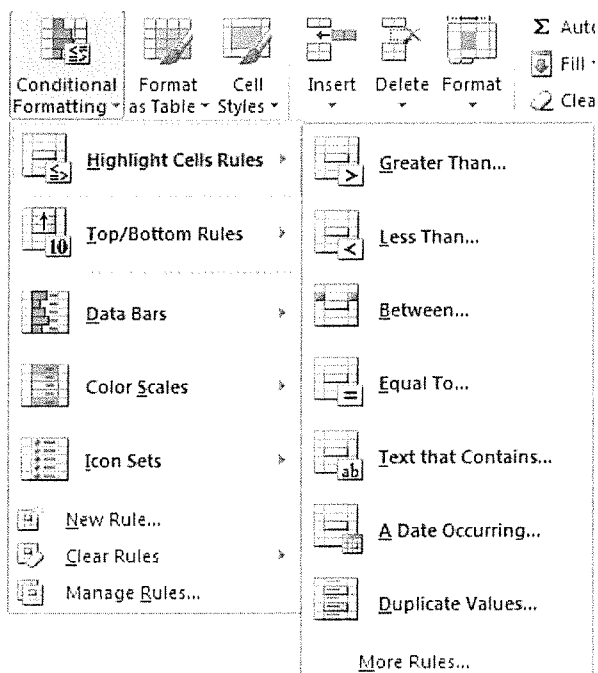 Conditional Formatting
Format as Table
Cell Styles
Insert
Delete
Format
Σ Auto
Fill
Clea
Highlight Cells Rules
Top/Bottom Rules
10
Data Bars
Color Scales
Icon Sets
New Rule...
Clear Rules
Manage Rules...
Greater Than...
Less Than...
Between...
Equal To...
Text that Contains...
ab
A Date Occurring...
Duplicate Values...
More Rules...